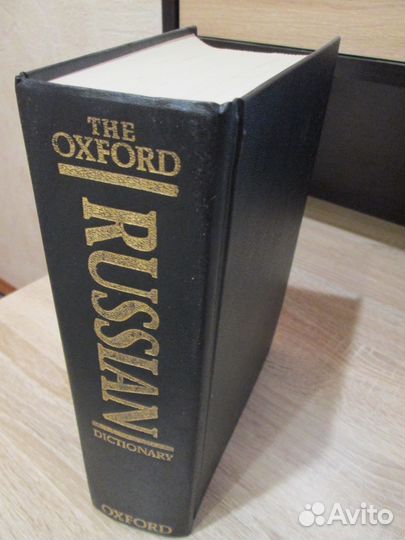 THE
OXFORD
RUSSIAN
DICTIONARY
OXFORD
Avito